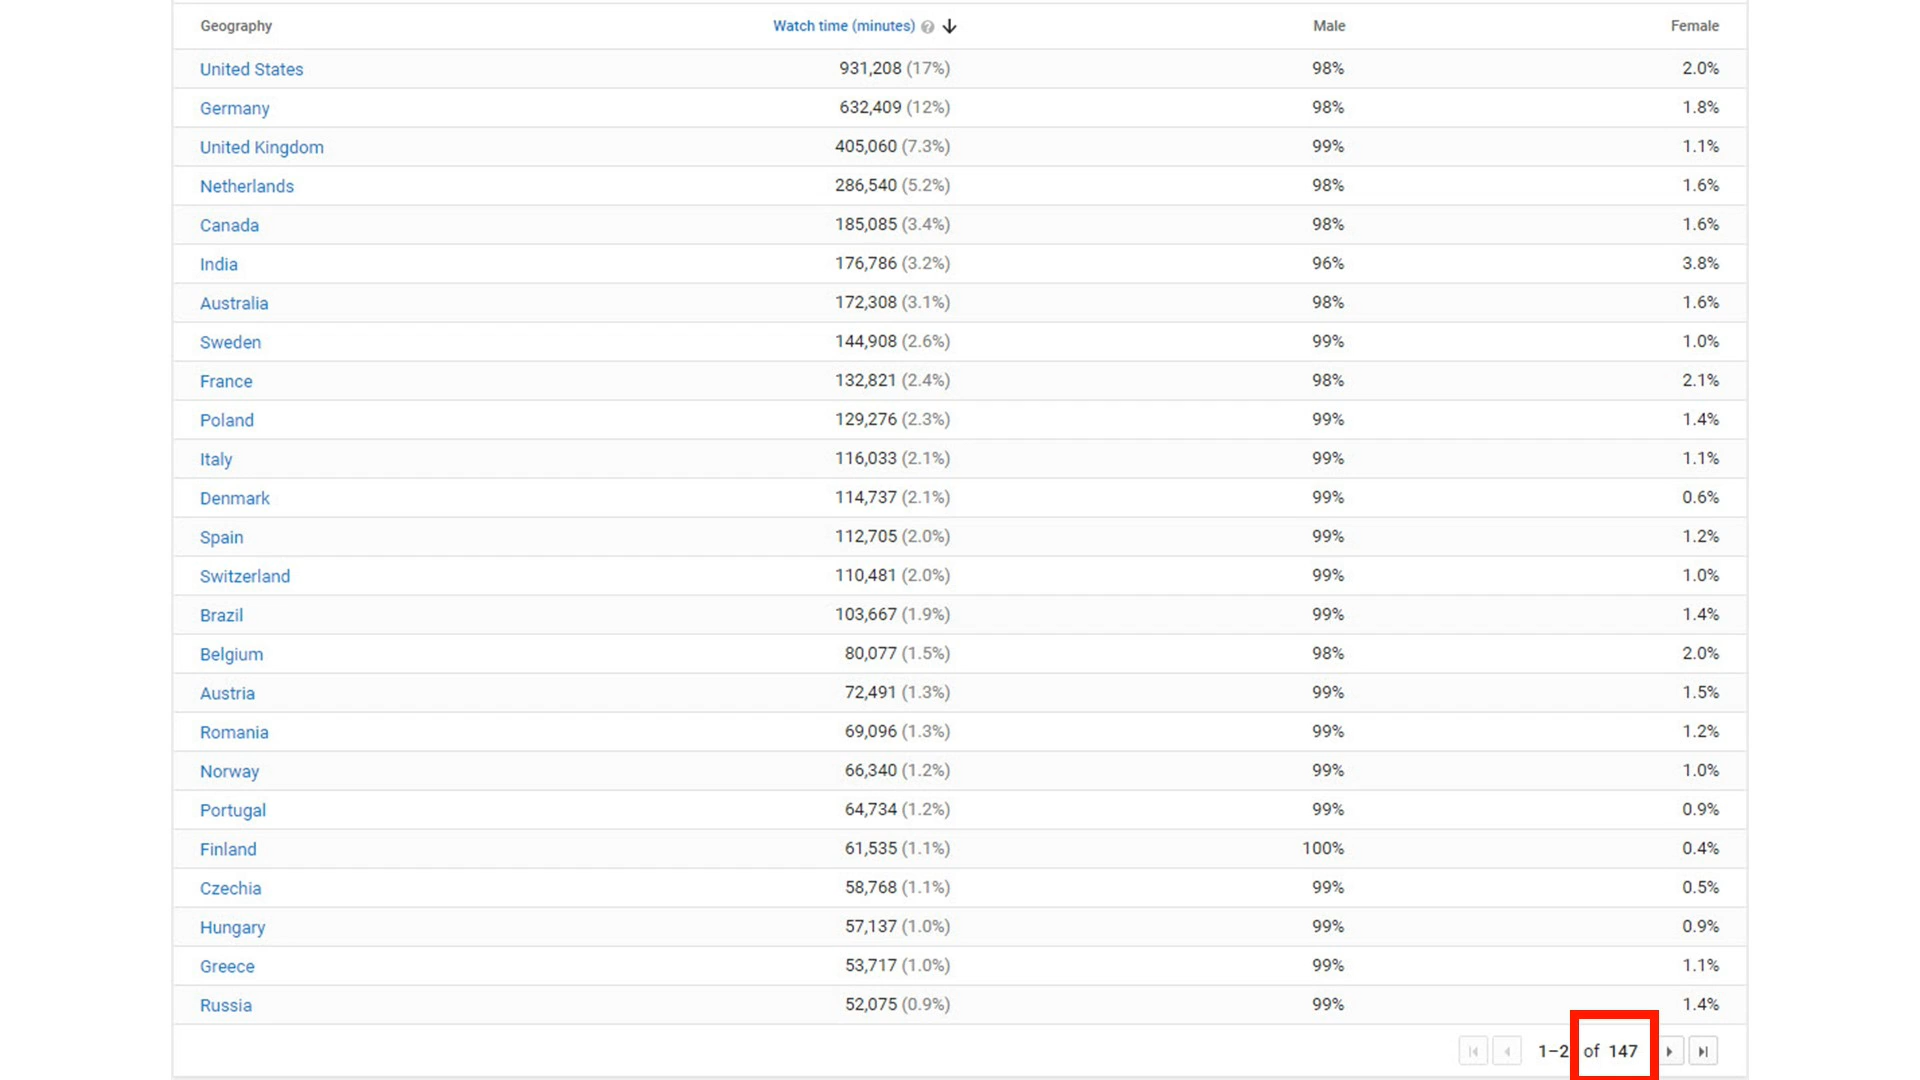 Geography Watch time (minutes) ? Male Female
United States 931,208 (17%) 98% 2.0%
Germany 632,409 (12%) 98% 1.8%
United Kingdom 405,060 (7.3%) 99% 1.1%
Netherlands 286,540 (5.2%) 98% 1.6%
Canada 185,085 (3.4%) 98% 1.6%
India 176,786 (3.2%) 96% 3.8%
Australia 172,308 (3.1%) 98% 1.6%
Sweden 144,908 (2.6%) 99% 1.0%
France 132,821 (2.4%) 98% 2.1%
Poland 129,276 (2.3%) 99% 1.4%
Italy 116,033 (2.1%) 99% 1.1%
Denmark 114,737 (2.1%) 99% 0.6%
Spain 112,705 (2.0%) 99% 1.2%
Switzerland 110,481 (2.0%) 99% 1.0%
Brazil 103,667 (1.9%) 99% 1.4%
Belgium 80,077 (1.5%) 98% 2.0%
Austria 72,491 (1.3%) 99% 1.5%
Romania 69,096 (1.3%) 99% 1.2%
Norway 66,340 (1.2%) 99% 1.0%
Portugal 64,734 (1.2%) 99% 0.9%
Finland 61,535 (1.1%) 100% 0.4%
Czechia 58,768 (1.1%) 99% 0.5%
Hungary 57,137 (1.0%) 99% 0.9%
Greece 53,717 (1.0%) 99% 1.1%
Russia 52,075 (0.9%) 99% 1.4%
1–2 of 147